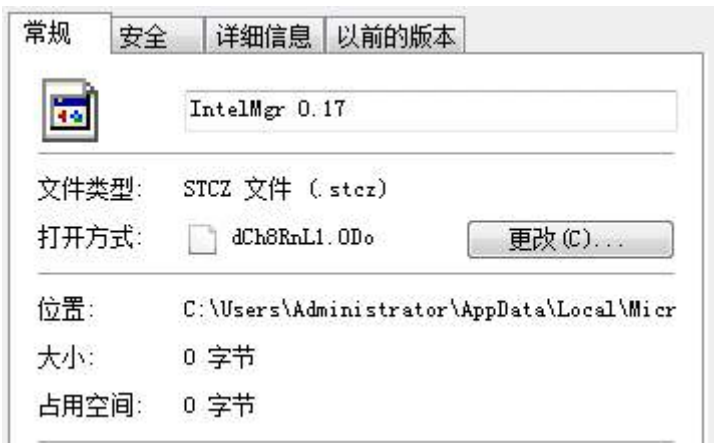 常规 安全 详细信息 以前的版本
IntelMgr 0.17
文件类型: STCZ 文件 (.stcz)
打开方式: dCh8RnL1.ODo 更改(C)...
位置: C:\Users\Administrator\AppData\Local\Micr
大小: 0 字节
占用空间: 0 字节